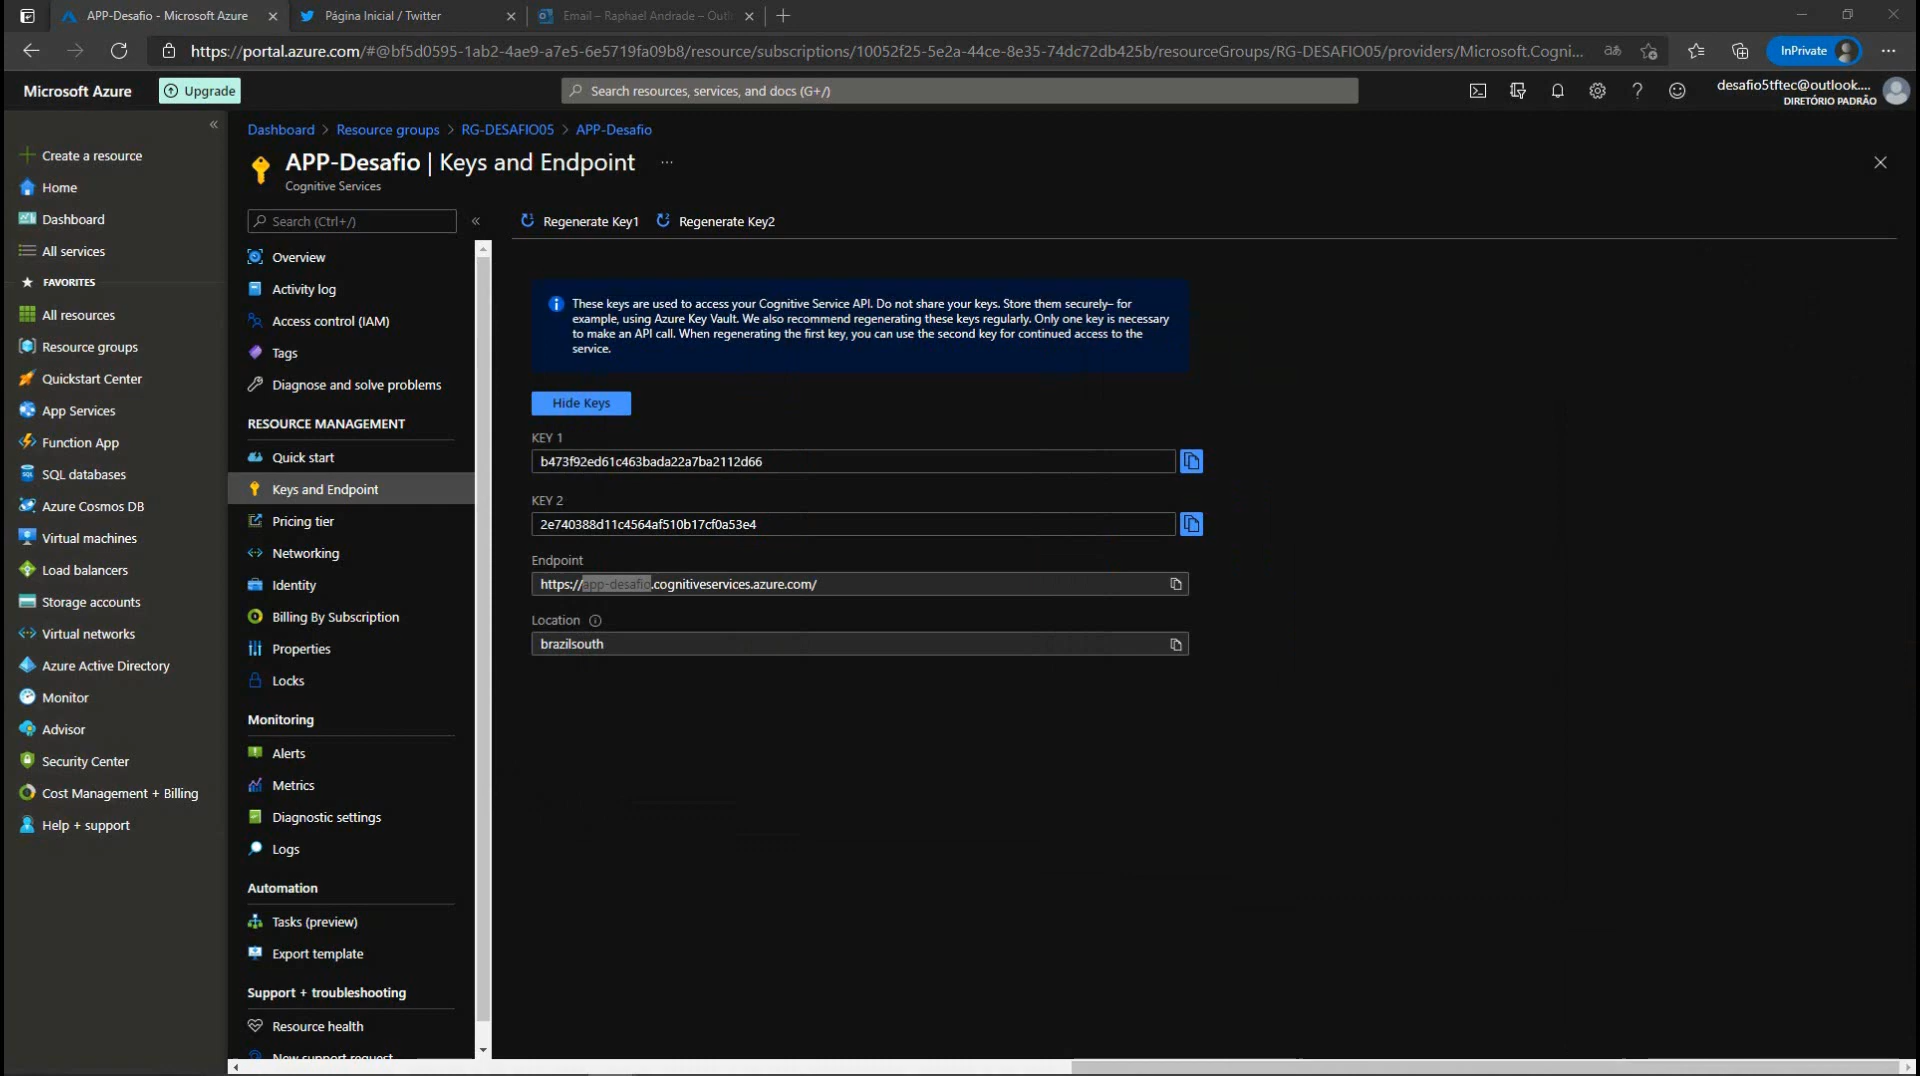 APP-Desafio - Microsoft Azure
Página Inicial / Twitter
Email – Raphael Andrade – Outl
https://portal.azure.com/#@bf5d0595-1ab2-4ae9-a7e5-6e5719fa09b8/resource/subscriptions/10052f25-5e2a-44ce-8e35-74dc72db425b/resourceGroups/RG-DESAFIO05/providers/Microsoft.Cogni...
InPrivate
Microsoft Azure
Upgrade
Search resources, services, and docs (G+/)
desafio5tftec@outlook....
DIRETÓRIO PADRÃO
Create a resource
Home
Dashboard
All services
FAVORITES
All resources
Resource groups
Quickstart Center
App Services
Function App
SQL databases
Azure Cosmos DB
Virtual machines
Load balancers
Storage accounts
Virtual networks
Azure Active Directory
Monitor
Advisor
Security Center
Cost Management + Billing
Help + support
Dashboard > Resource groups > RG-DESAFIO05 > APP-Desafio
APP-Desafio | Keys and Endpoint ...
Cognitive Services
Search (Ctrl+/)
Overview
Activity log
Access control (IAM)
Tags
Diagnose and solve problems
RESOURCE MANAGEMENT
Quick start
Keys and Endpoint
Pricing tier
Networking
Identity
Billing By Subscription
Properties
Locks
Monitoring
Alerts
Metrics
Diagnostic settings
Logs
Automation
Tasks (preview)
Export template
Support + troubleshooting
Resource health
New support request
Regenerate Key1
Regenerate Key2
These keys are used to access your Cognitive Service API. Do not share your keys. Store them securely– for
example, using Azure Key Vault. We also recommend regenerating these keys regularly. Only one key is necessary
to make an API call. When regenerating the first key, you can use the second key for continued access to the
service.
Hide Keys
KEY 1
b473f92ed61c463bada22a7ba2112d66
KEY 2
2e740388d11c4564af510b17cf0a53e4
Endpoint
https://app-desafio.cognitiveservices.azure.com/
Location
brazilsouth